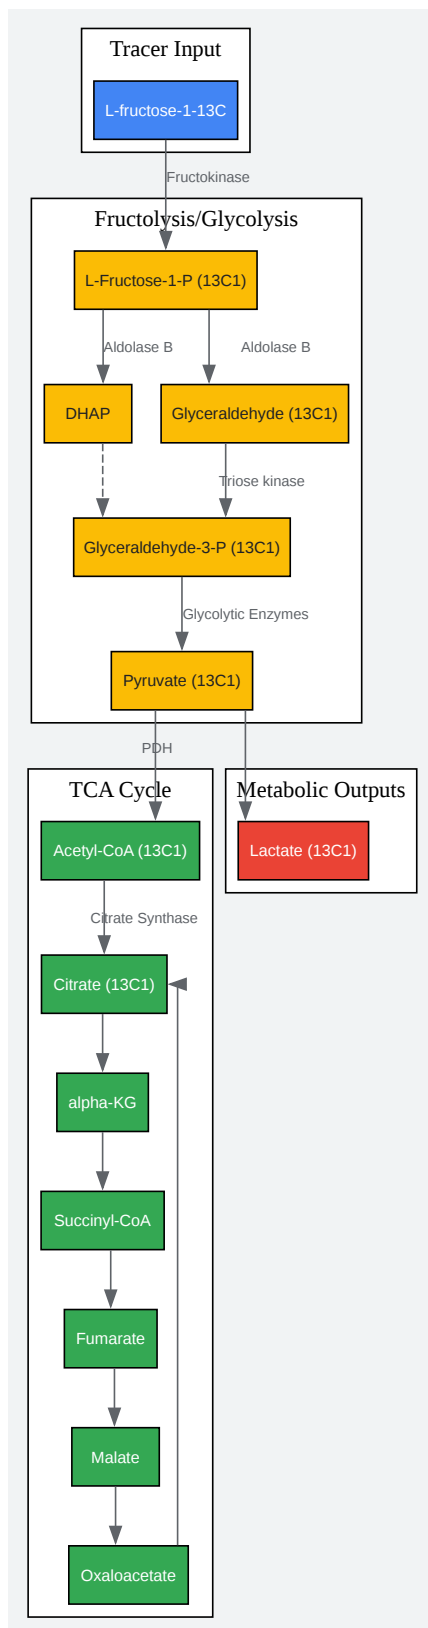 Tracer Input
L-fructose-1-13C
Fructokinase
Fructolysis/Glycolysis
L-Fructose-1-P (13C1)
Aldolase B
Aldolase B
DHAP
Glyceraldehyde (13C1)
Triose kinase
Glyceraldehyde-3-P (13C1)
Glycolytic Enzymes
Pyruvate (13C1)
PDH
TCA Cycle
Metabolic Outputs
Acetyl-CoA (13C1)
Lactate (13C1)
Citrate Synthase
Citrate (13C1)
alpha-KG
Succinyl-CoA
Fumarate
Malate
Oxaloacetate